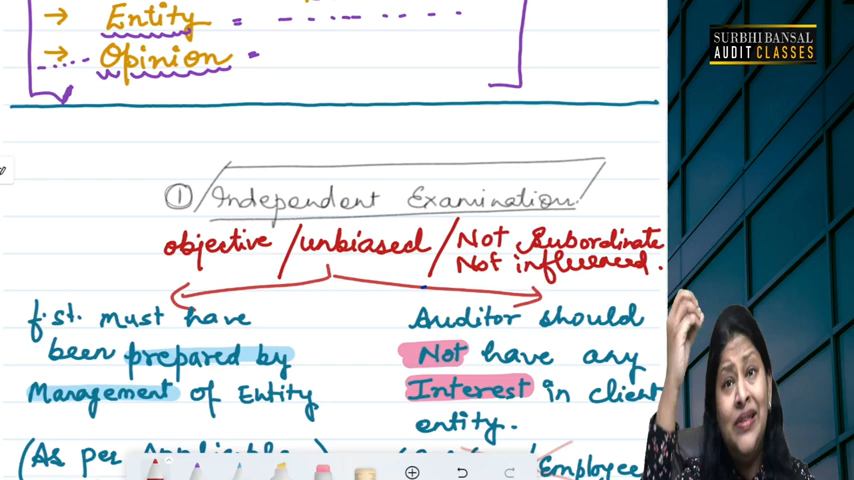 SURBHI BANSAL
AUDIT CLASSES
→ Entity =
→ Opinion =
① Independent Examination.
objective / unbiased / Not Subordinate
Not influenced.
f.st. must have
been prepared by
Management of Entity
(As per Applicable )
Auditor should
Not have any
Interest in client
entity.
Employee